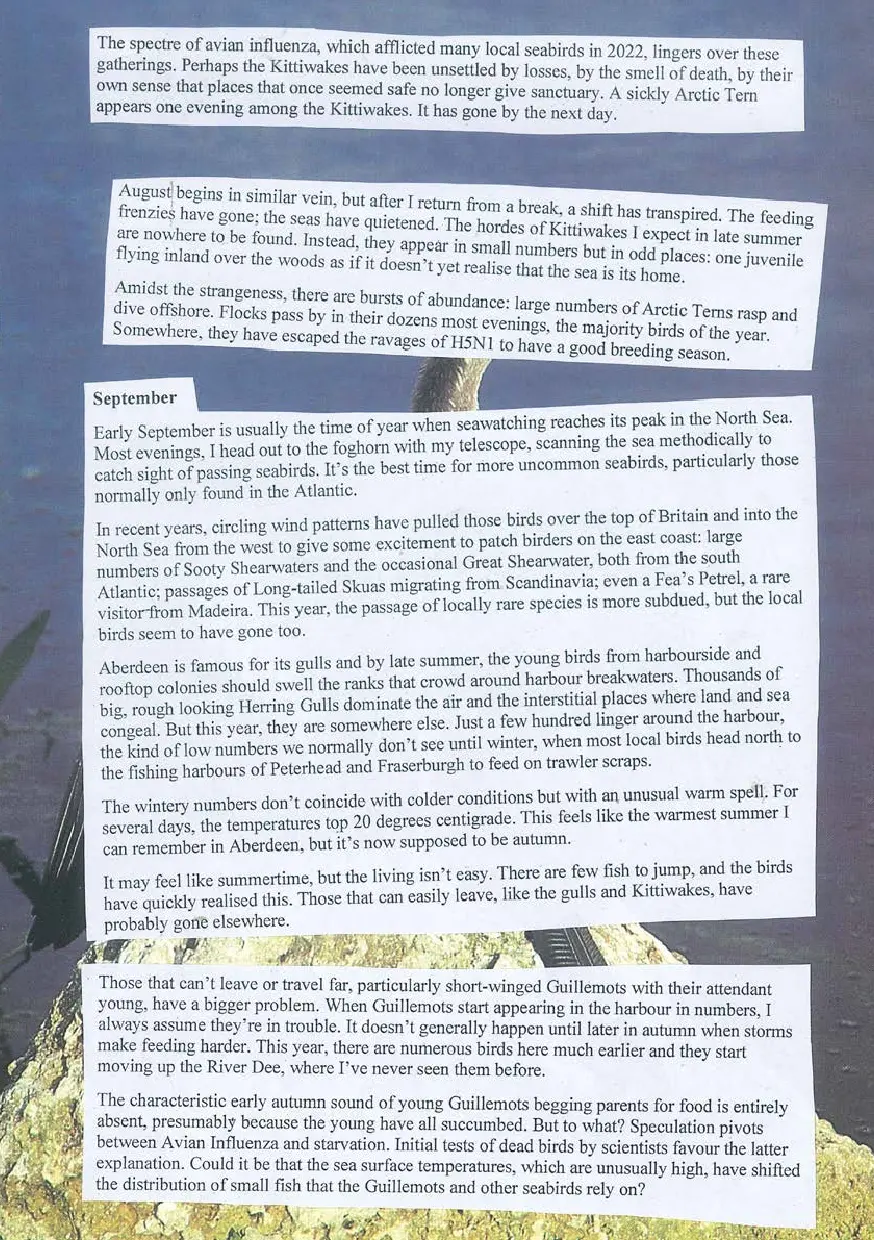 The spectre of avian influenza, which afflicted many local seabirds in 2022, lingers over these
gatherings. Perhaps the Kittiwakes have been unsettled by losses, by the smell of death, by their
own sense that places that once seemed safe no longer give sanctuary. A sickly Arctic Tern
appears one evening among the Kittiwakes. It has gone by the next day.
August begins in similar vein, but after I return from a break, a shift has transpired. The feeding
frenzies have gone; the seas have quietened. The hordes of Kittiwakes I expect in late summer
are nowhere to be found. Instead, they appear in small numbers but in odd places: one juvenile
flying inland over the woods as if it doesn't yet realise that the sea is its home.
Amidst the strangeness, there are bursts of abundance: large numbers of Arctic Terns rasp and
dive offshore. Flocks pass by in their dozens most evenings, the majority birds of the year.
Somewhere, they have escaped the ravages of H5N1 to have a good breeding season.
September
Early September is usually the time of year when seawatching reaches its peak in the North Sea.
Most evenings, I head out to the foghorn with my telescope, scanning the sea methodically to
catch sight of passing seabirds. It's the best time for more uncommon seabirds, particularly those
normally only found in the Atlantic.
In recent years, circling wind patterns have pulled those birds over the top of Britain and into the
North Sea from the west to give some excitement to patch birders on the east coast: large
numbers of Sooty Shearwaters and the occasional Great Shearwater, both from the south
Atlantic; passages of Long-tailed Skuas migrating from Scandinavia; even a Fea's Petrel, a rare
visitor from Madeira. This year, the passage of locally rare species is more subdued, but the local
birds seem to have gone too.
Aberdeen is famous for its gulls and by late summer, the young birds from harbourside and
rooftop colonies should swell the ranks that crowd around harbour breakwaters. Thousands of
big, rough looking Herring Gulls dominate the air and the interstitial places where land and sea
congeal. But this year, they are somewhere else. Just a few hundred linger around the harbour,
the kind of low numbers we normally don't see until winter, when most local birds head north to
the fishing harbours of Peterhead and Fraserburgh to feed on trawler scraps.
The wintery numbers don't coincide with colder conditions but with an unusual warm spell. For
several days, the temperatures top 20 degrees centigrade. This feels like the warmest summer I
can remember in Aberdeen, but it's now supposed to be autumn.
It may feel like summertime, but the living isn't easy. There are few fish to jump, and the birds
have quickly realised this. Those that can easily leave, like the gulls and Kittiwakes, have
probably gone elsewhere.
Those that can't leave or travel far, particularly short-winged Guillemots with their attendant
young, have a bigger problem. When Guillemots start appearing in the harbour in numbers, I
always assume they're in trouble. It doesn't generally happen until later in autumn when storms
make feeding harder. This year, there are numerous birds here much earlier and they start
moving up the River Dee, where I've never seen them before.
The characteristic early autumn sound of young Guillemots begging parents for food is entirely
absent, presumably because the young have all succumbed. But to what? Speculation pivots
between Avian Influenza and starvation. Initial tests of dead birds by scientists favour the latter
explanation. Could it be that the sea surface temperatures, which are unusually high, have shifted
the distribution of small fish that the Guillemots and other seabirds rely on?